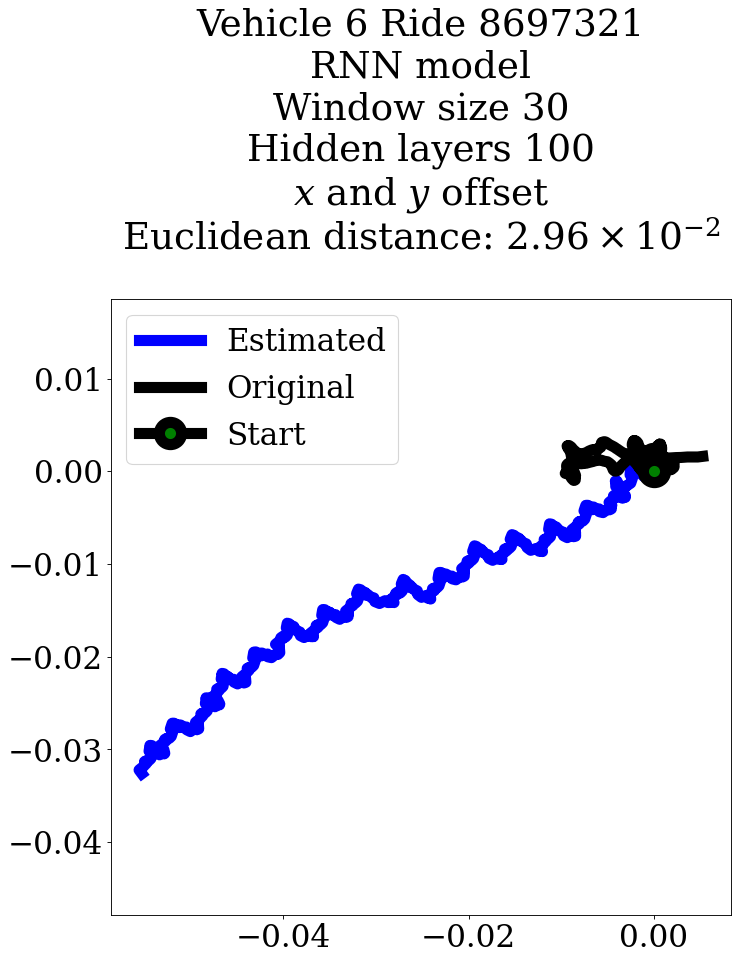 Vehicle 6 Ride 8697321
RNN model
Window size 30
Hidden layers 100
x and y offset
Euclidean distance: 2.96 × 10⁻²
Estimated
Original
Start
0.01
0.00
−0.01
−0.02
−0.03
−0.04
−0.04 −0.02 0.00